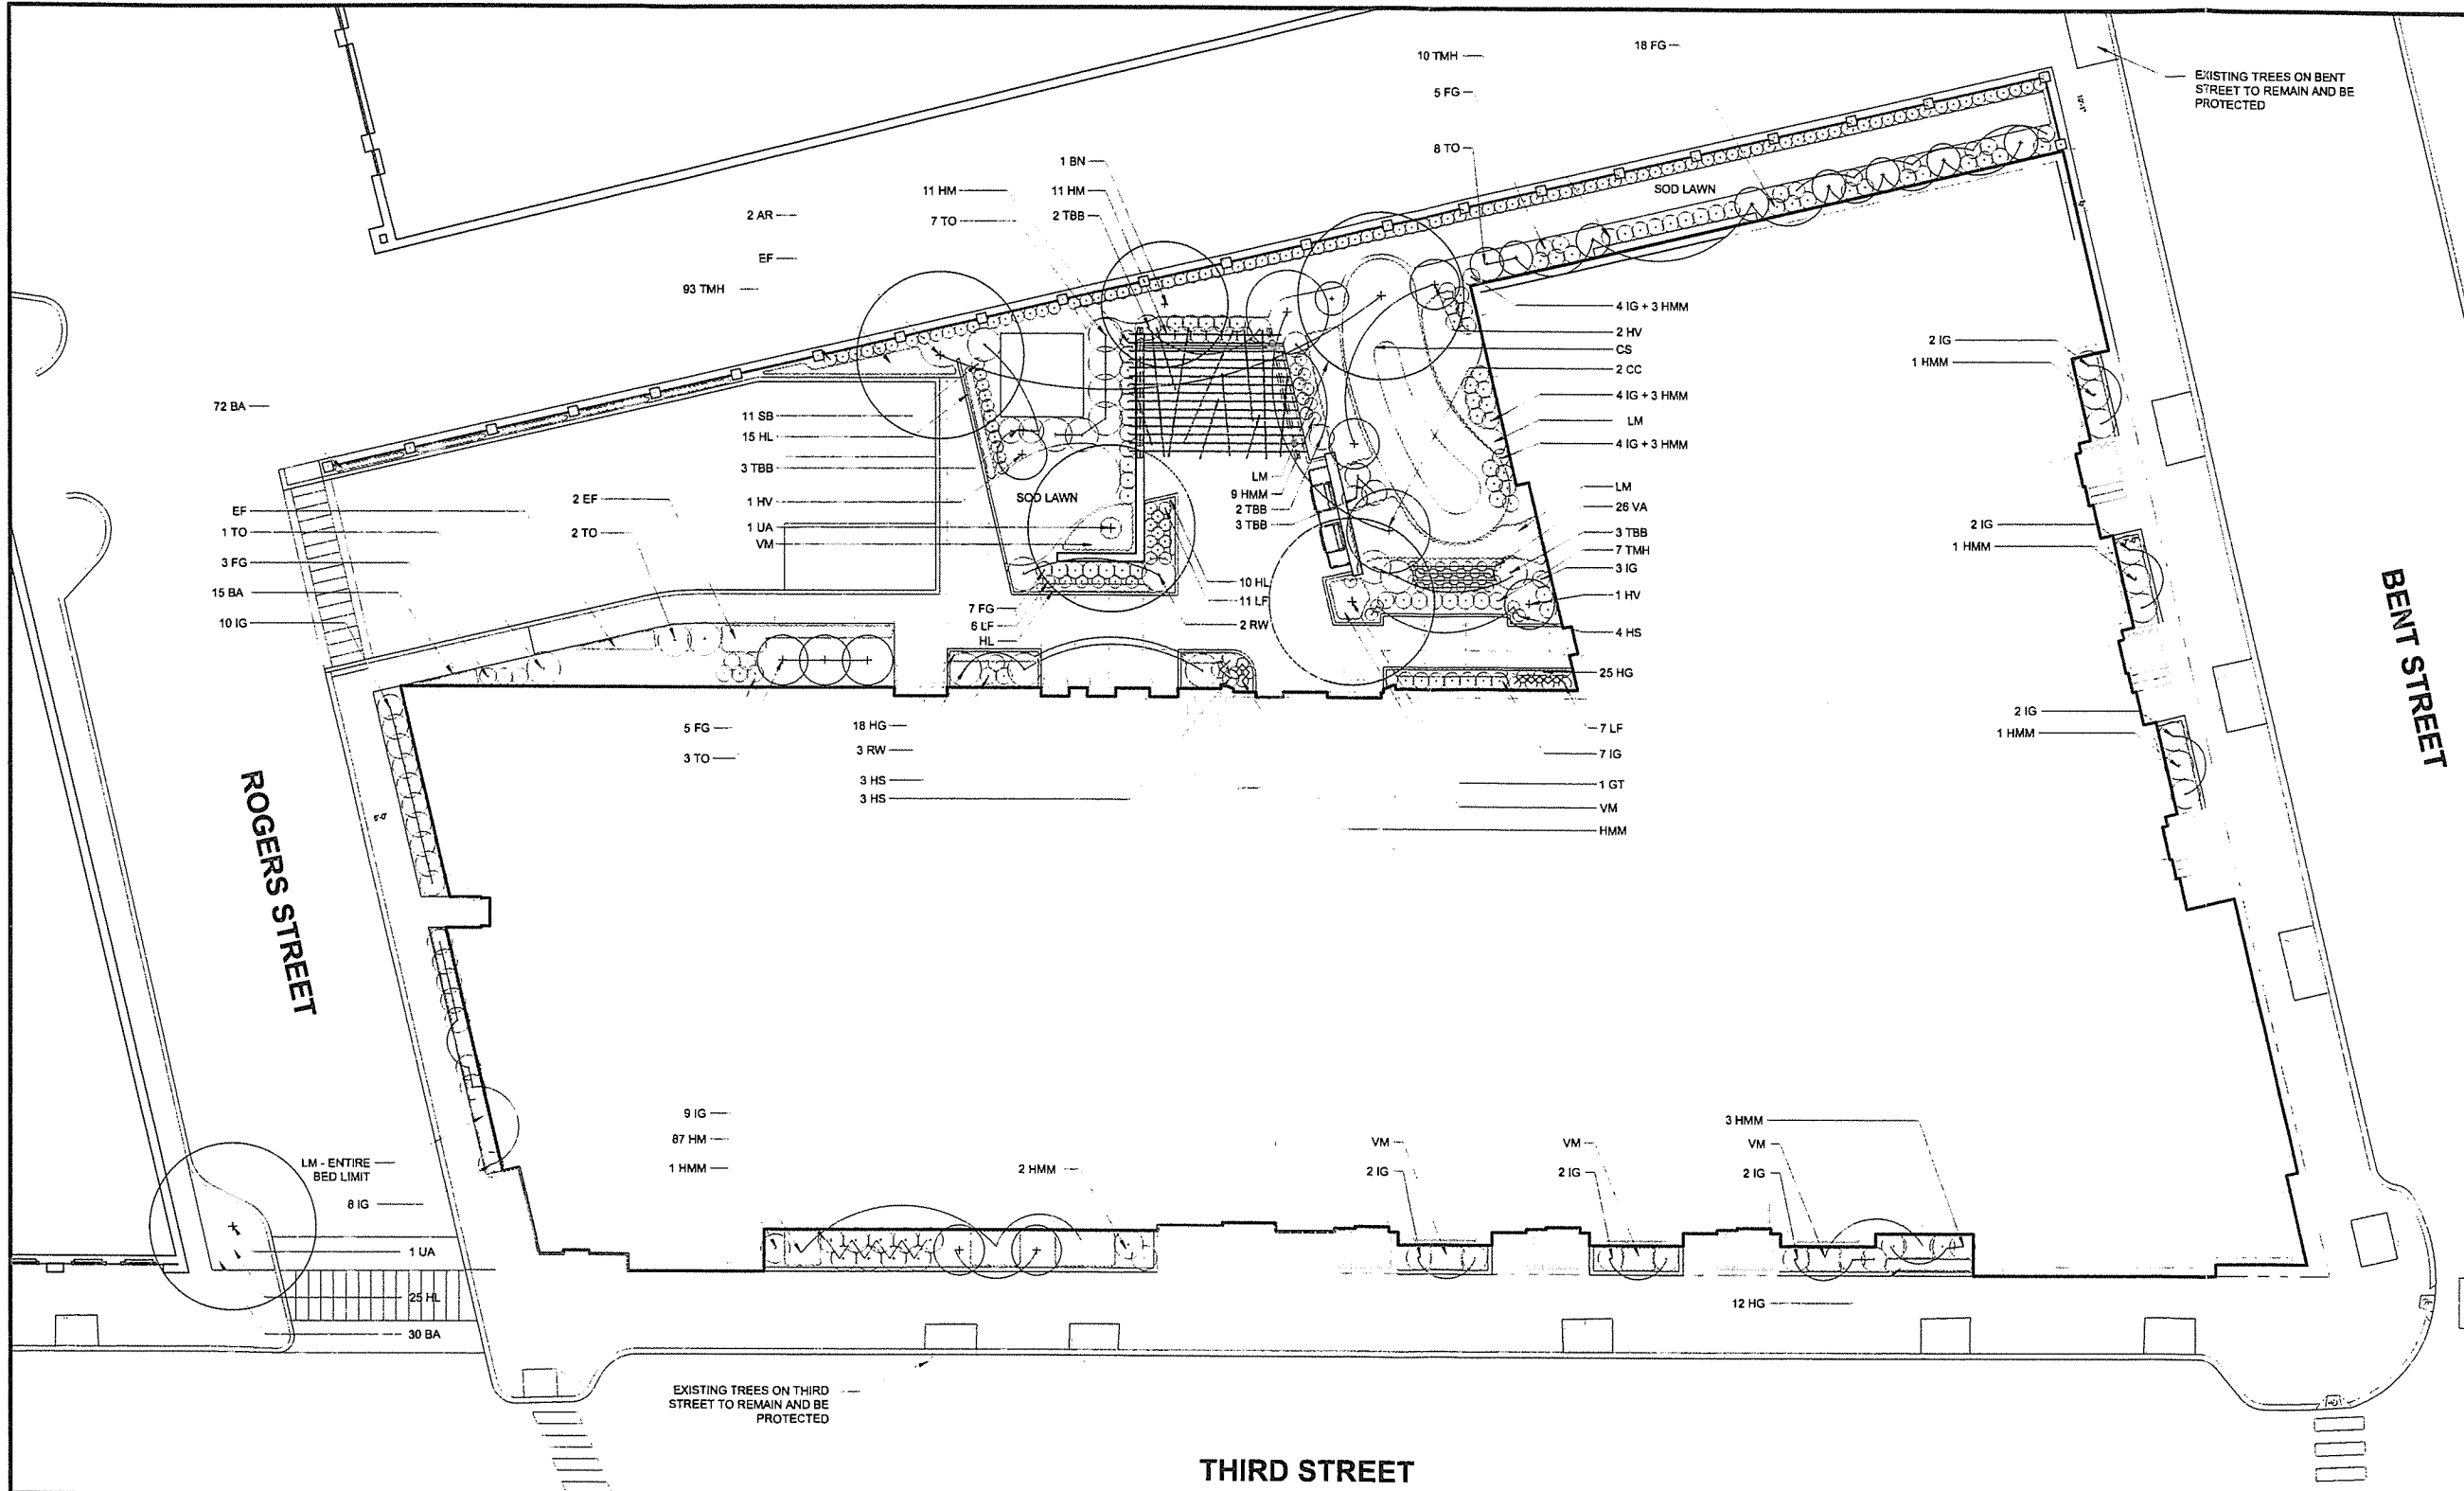 10 TMH
18 FG
5 FG
8 TO
EXISTING TREES ON BENT
STREET TO REMAIN AND BE
PROTECTED
SOD LAWN
1 BN
11 HM
11 HM
2 AR
7 TO
2 TBB
EF
93 TMH
72 BA
11 SB
15 HL
3 TBB
1 HV
1 UA
VM
SOD LAWN
4 IG + 3 HMM
2 HV
CS
2 CC
4 IG + 3 HMM
LM
4 IG + 3 HMM
LM
26 VA
3 TBB
7 TMH
3 IG
1 HV
4 HS
25 HG
LM
9 HMM
2 TBB
3 TBB
2 IG
1 HMM
2 IG
1 HMM
2 IG
1 HMM
EF
1 TO
3 FG
15 BA
10 IG
2 EF
2 TO
10 HL
11 LF
2 RW
7 FG
6 LF
HL
5 FG
3 TO
18 HG
3 RW
3 HS
3 HS
7 LF
7 IG
1 GT
VM
HMM
ROGERS STREET
BENT STREET
9 IG
87 HM
1 HMM
2 HMM
VM
2 IG
VM
2 IG
3 HMM
VM
2 IG
LM - ENTIRE
BED LIMIT
8 IG
1 UA
25 HL
30 BA
12 HG
EXISTING TREES ON THIRD
STREET TO REMAIN AND BE
PROTECTED
THIRD STREET